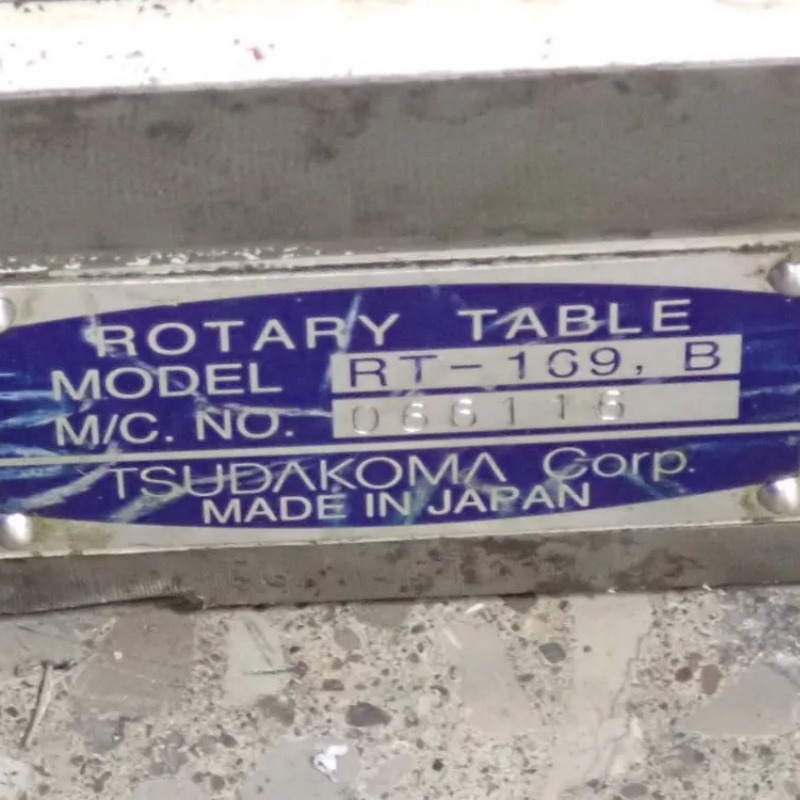 ROTARY TABLE
MODEL RT-169, B
M/C. NO. 066116
TSUDAKOMA Corp.
MADE IN JAPAN